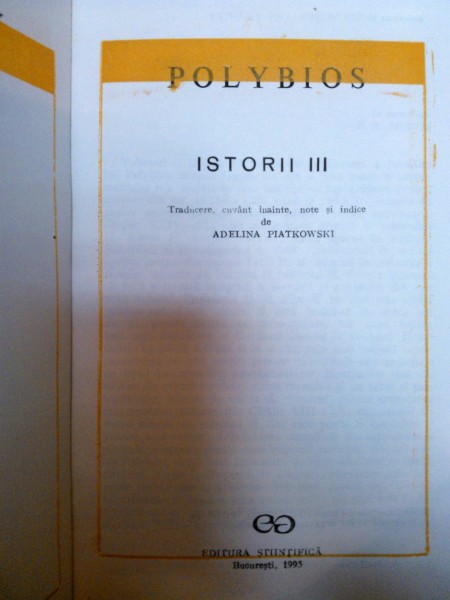 POLYBIOS
ISTORII III
Traducere, cuvânt înainte, note și indice
de
ADELINA PIATKOWSKI
EDITURA ȘTIINȚIFICĂ
București, 1995